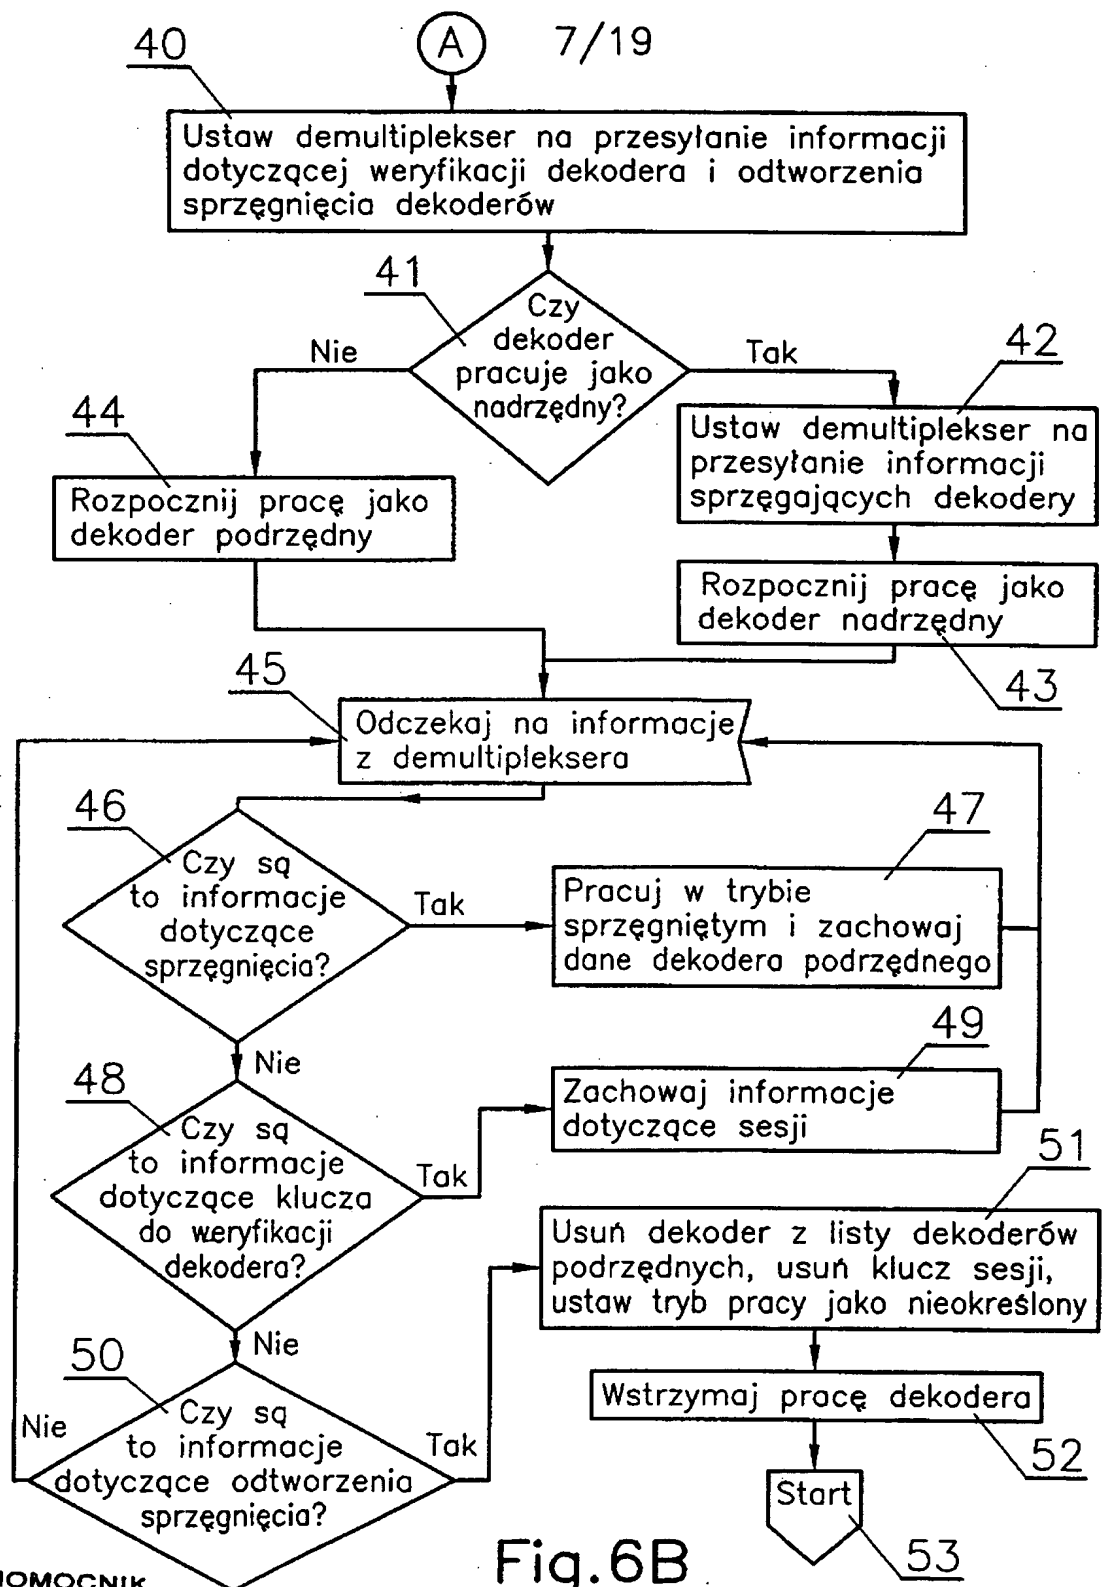 40
A
7/19
Ustaw demultiplekser na przesyłanie informacji
dotyczącej weryfikacji dekodera i odtworzenia
sprzęgnięcia dekoderów
41
Czy
dekoder
pracuje jako
nadrzędny?
Nie
Tak
42
Ustaw demultiplekser na
przesyłanie informacji
sprzęgających dekodery
44
Rozpocznij pracę jako
dekoder podrzędny
Rozpocznij pracę jako
dekoder nadrzędny
43
45
Odczekaj na informacje
z demultipleksera
46
Czy są
to informacje
dotyczące
sprzęgnięcia?
Tak
47
Pracuj w trybie
sprzęgniętym i zachowaj
dane dekodera podrzędnego
Nie
48
Czy są
to informacje
dotyczące klucza
do weryfikacji
dekodera?
Tak
49
Zachowaj informacje
dotyczące sesji
Nie
50
Czy są
to informacje
dotyczące odtworzenia
sprzęgnięcia?
Nie
Tak
51
Usuń dekoder z listy dekoderów
podrzędnych, usuń klucz sesji,
ustaw tryb pracy jako nieokreślony
Wstrzymaj pracę dekodera
52
Start
53
Fig.6B